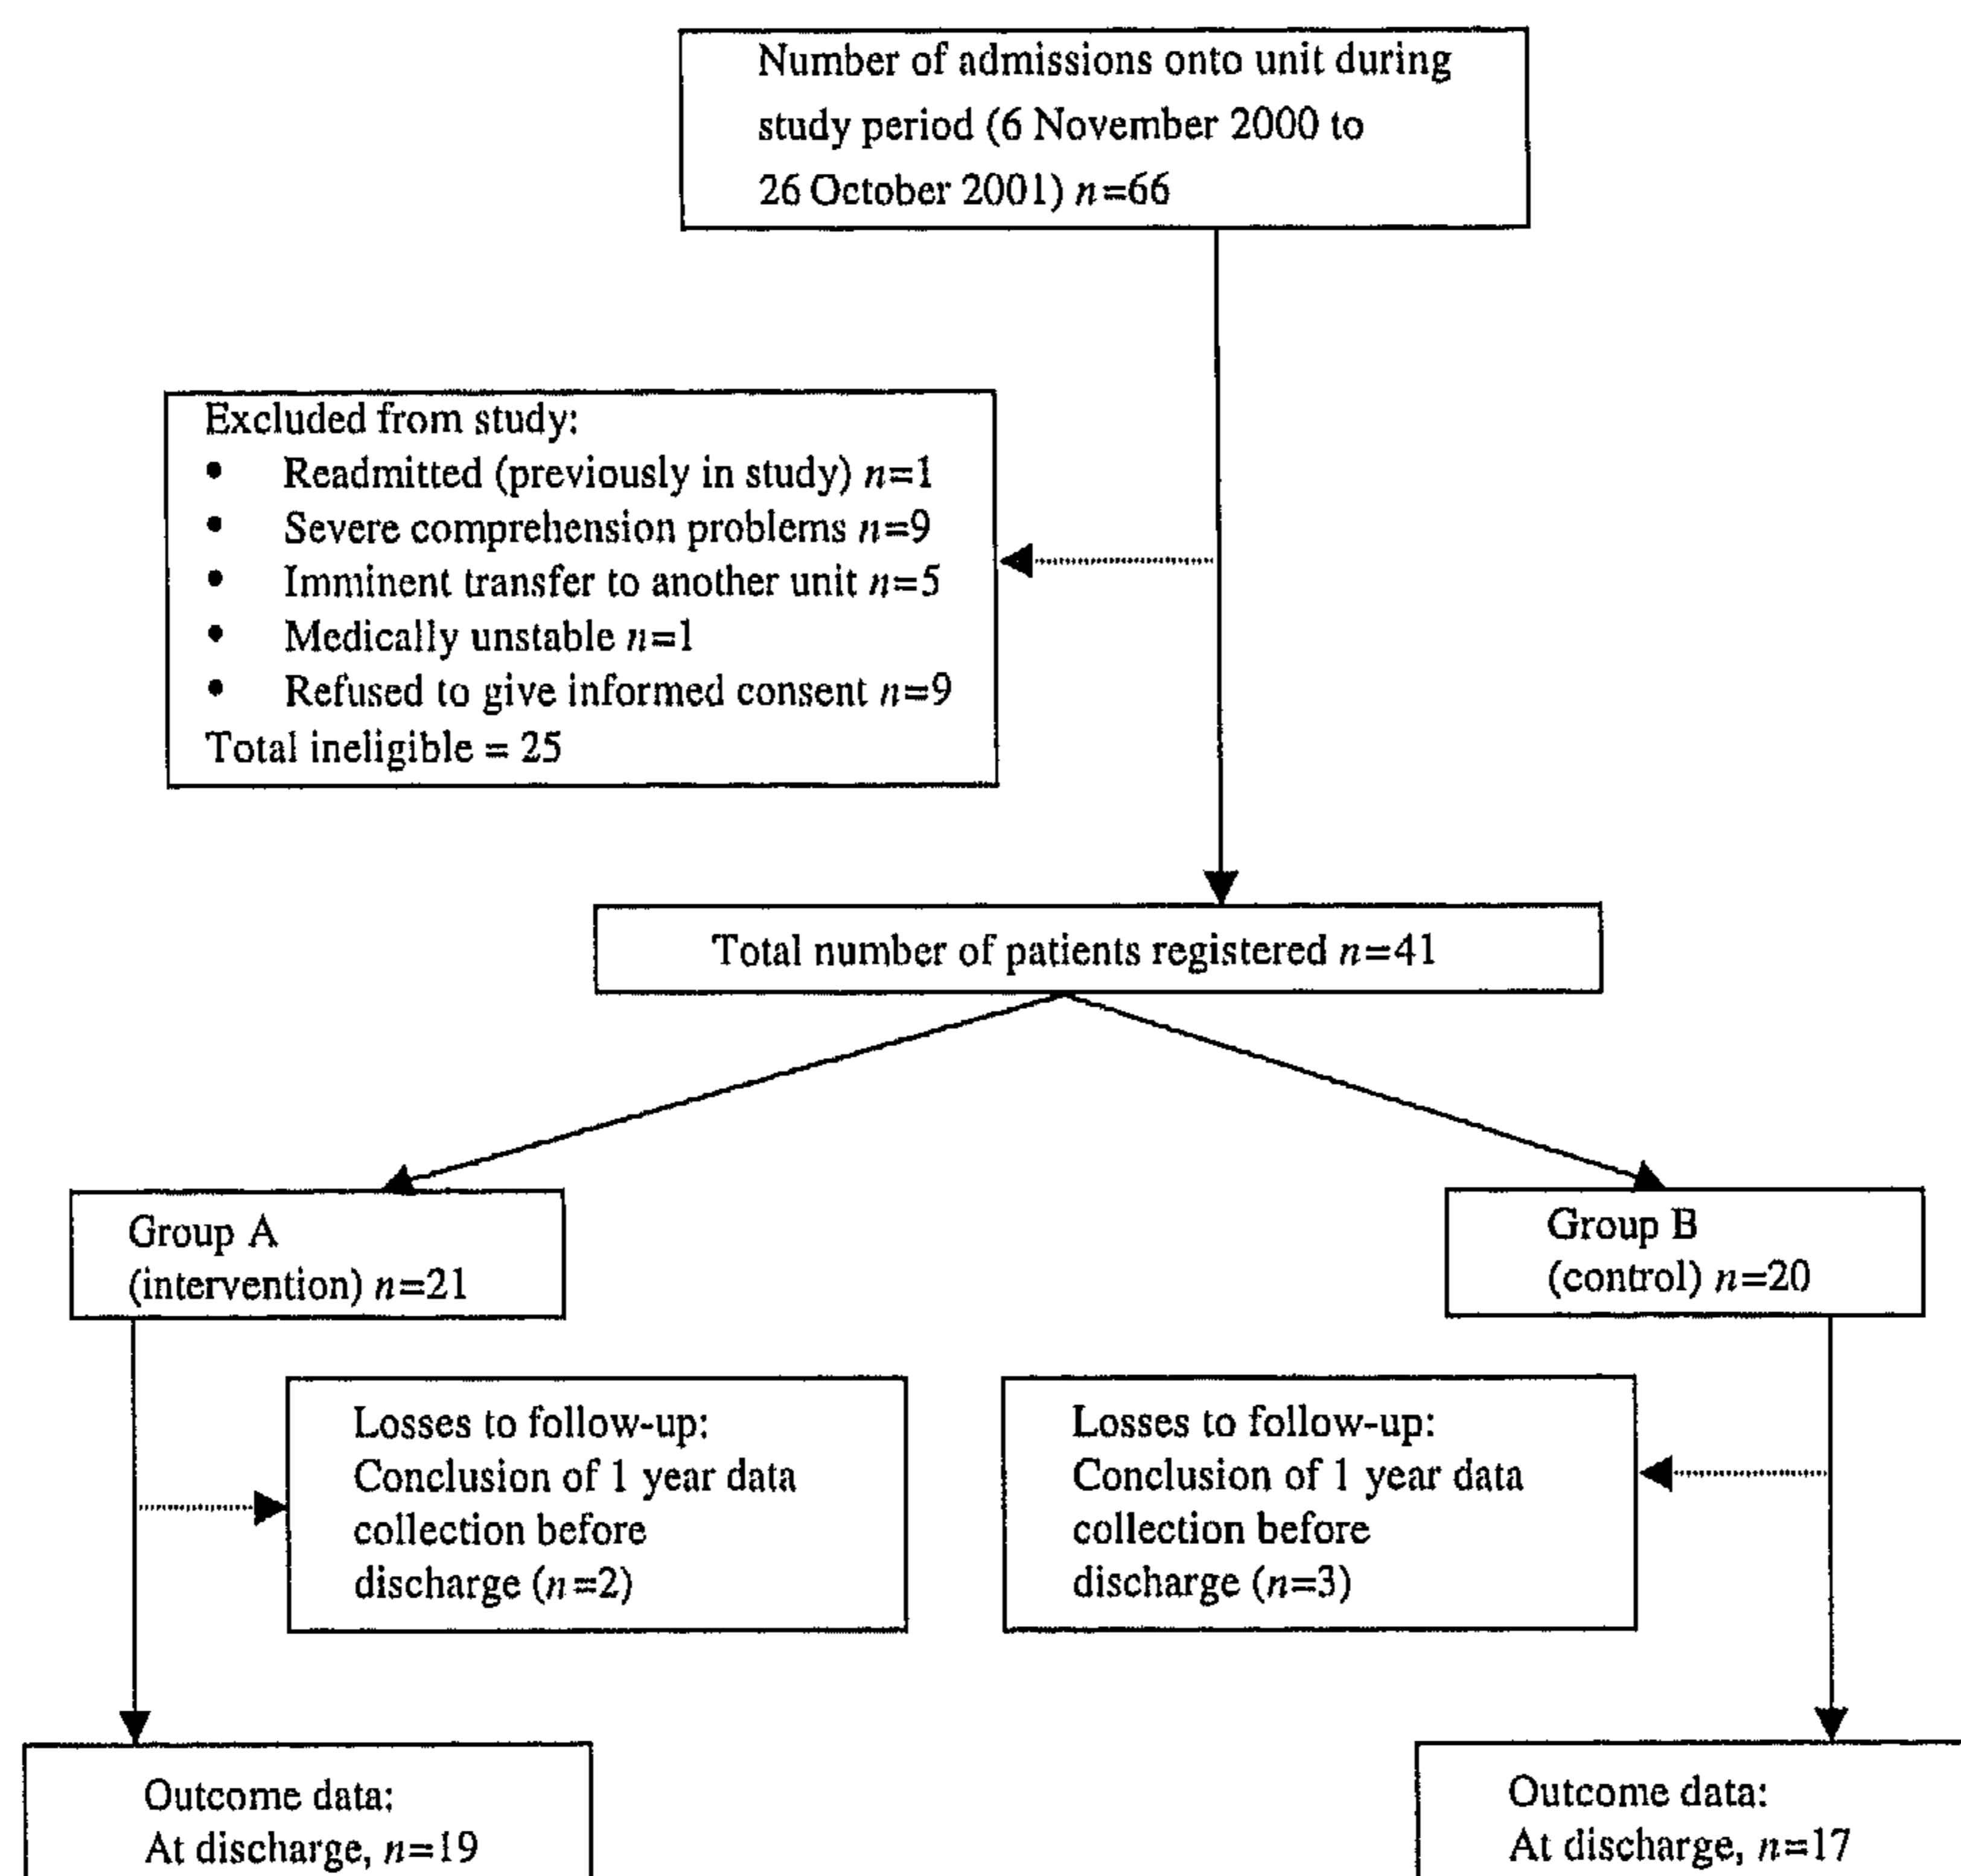 Number of admissions onto unit during
study period (6 November 2000 to
26 October 2001) n=66
Excluded from study:
• Readmitted (previously in study) n=1
• Severe comprehension problems n=9
• Imminent transfer to another unit n=5
• Medically unstable n=1
• Refused to give informed consent n=9
Total ineligible = 25
Total number of patients registered n=41
Group A
(intervention) n=21
Group B
(control) n=20
Losses to follow-up:
Conclusion of 1 year data
collection before
discharge (n=2)
Losses to follow-up:
Conclusion of 1 year data
collection before
discharge (n=3)
Outcome data:
At discharge, n=19
Outcome data:
At discharge, n=17